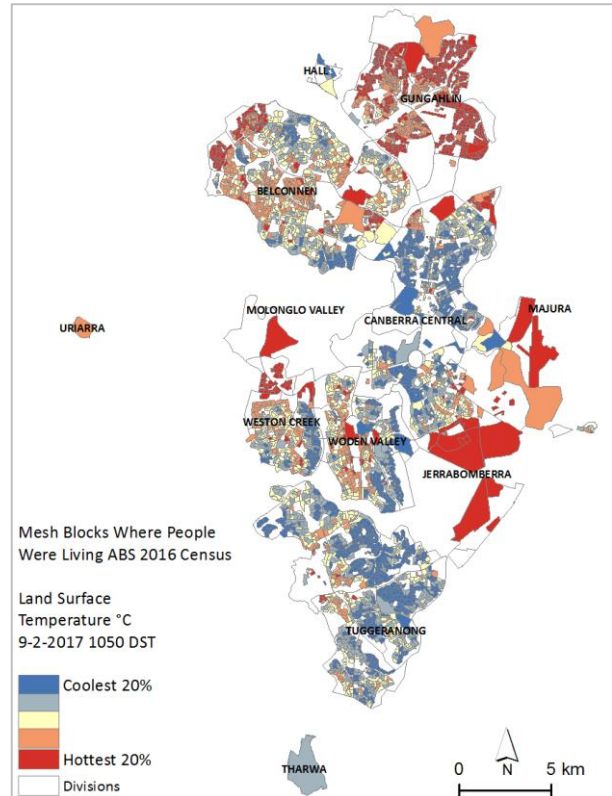 HALL
GUNGAHLIN
BELCONNEN
MOLONGLO VALLEY
MAJURA
URIARRA
CANBERRA CENTRAL
WESTON CREEK
WODEN VALLEY
JERRABOMBERRA
Mesh Blocks Where People
Were Living ABS 2016 Census
Land Surface
Temperature °C
9-2-2017 1050 DST
TUGGERANONG
Coolest 20%
Hottest 20%
Divisions
THARWA
0 N 5 km